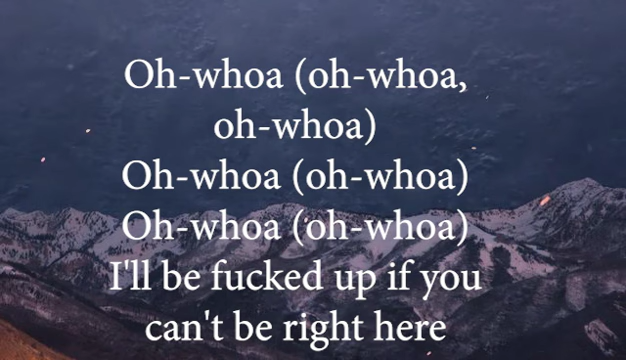 Oh-whoa (oh-whoa,
oh-whoa)
Oh-whoa (oh-whoa)
Oh-whoa (oh-whoa)
I'll be fucked up if you
can't be right here